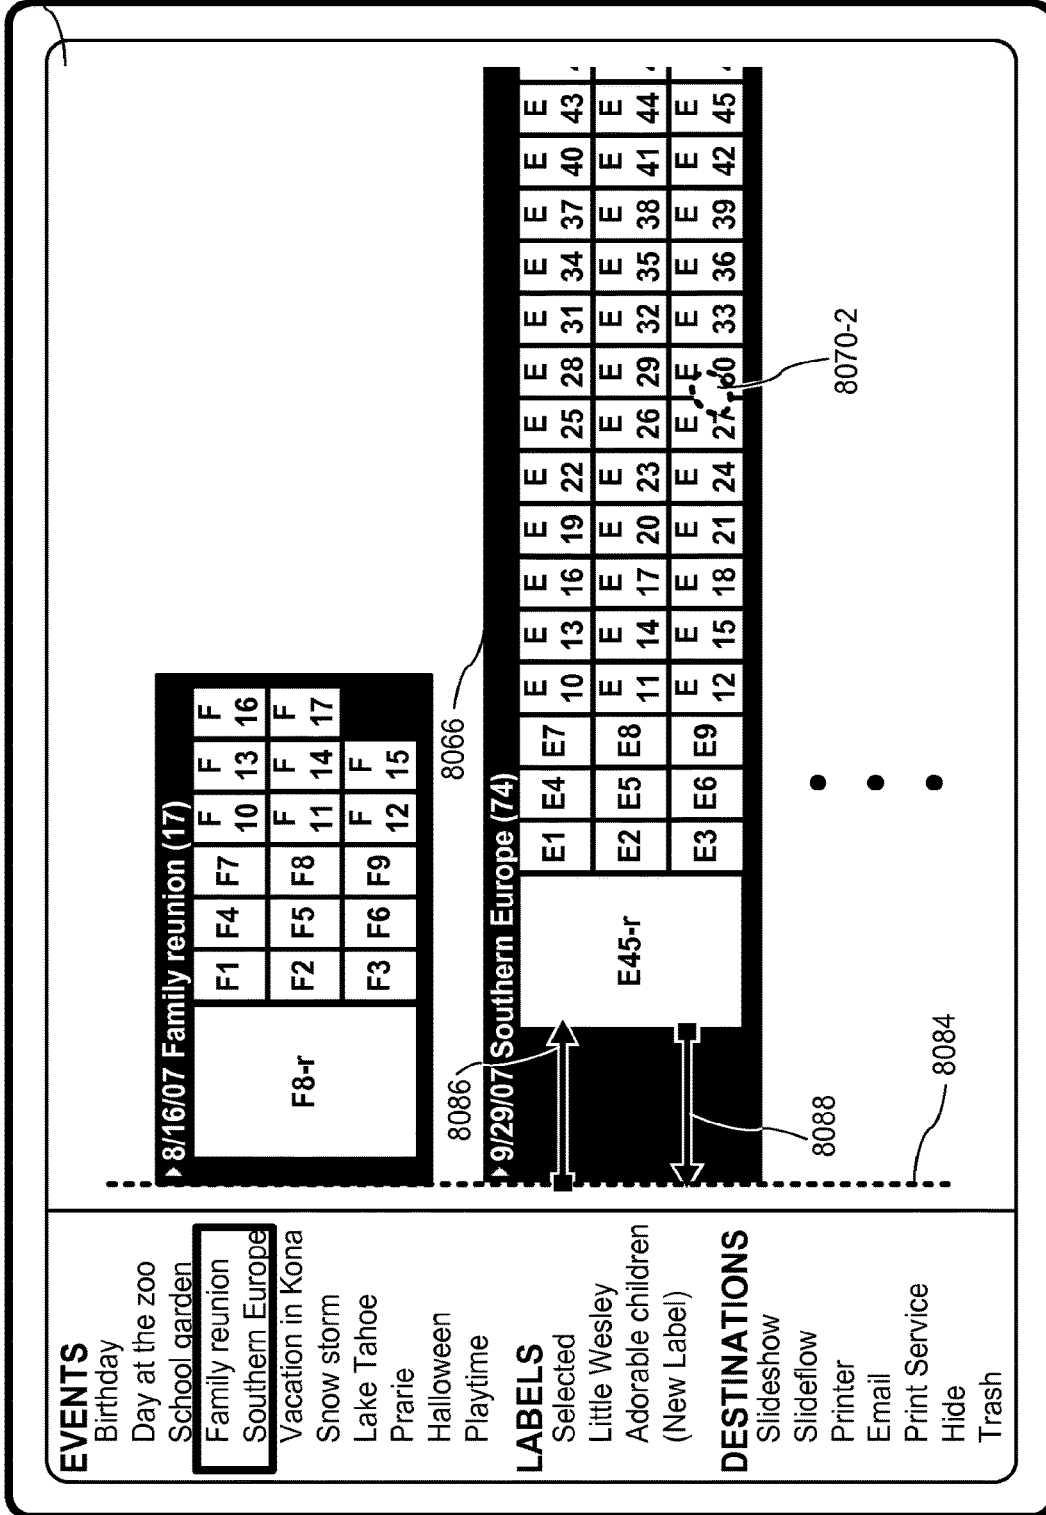 EVENTS
Birthday
Day at the zoo
School garden
Family reunion
Southern Europe
Vacation in Kona
Snow storm
Lake Tahoe
Prarie
Halloween
Playtime
LABELS
Selected
Little Wesley
Adorable children
(New Label)
DESTINATIONS
Slideshow
Slideflow
Printer
Email
Print Service
Hide
Trash
8/16/07 Family reunion (17)
F8-r
F1 F4 F7 F 10 F 13 F 16
F2 F5 F8 F 11 F 14 F 17
F3 F6 F9 F 12 F 15
8066
8086
9/29/07 Southern Europe (74)
E45-r
E1 E4 E7 E 10 E 13 E 16 E 19 E 22 E 25 E 28 E 31 E 34 E 37 E 40 E 43
E2 E5 E8 E 11 E 14 E 17 E 20 E 23 E 26 E 29 E 32 E 35 E 38 E 41 E 44
E3 E6 E9 E 12 E 15 E 18 E 21 E 24 E 27 E 30 E 33 E 36 E 39 E 42 E 45
8088
8070-2
8084